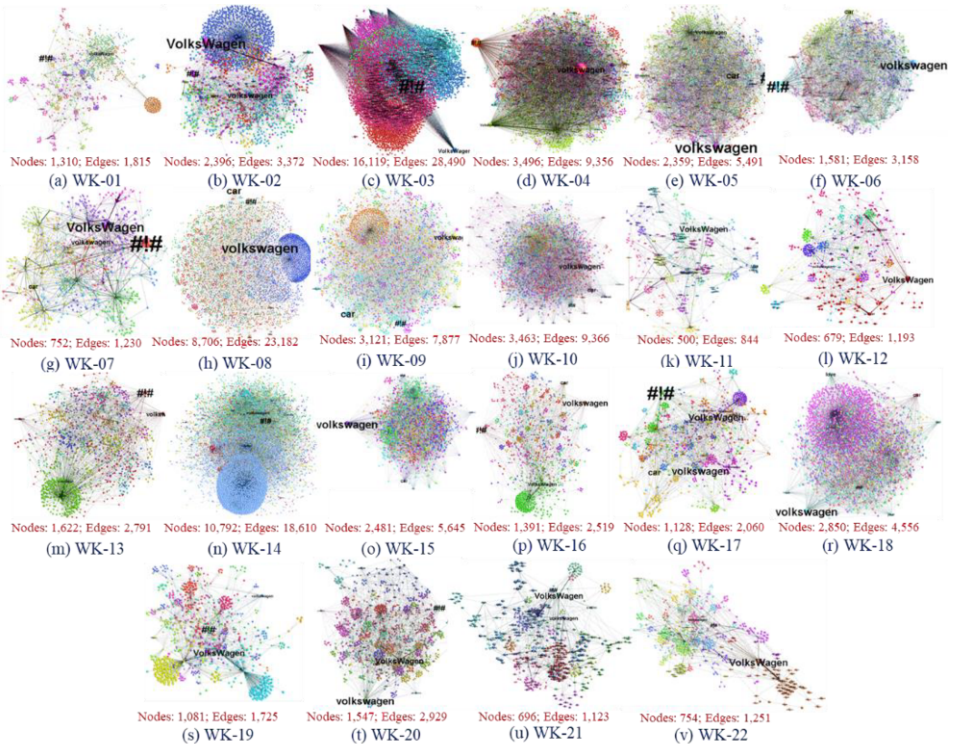 VolksWagen
#!#
Nodes: 1,310; Edges: 1,815
(a) WK-01
VolksWagen
#!#
volkswagen
Nodes: 2,396; Edges: 3,372
(b) WK-02
#!#
VolksWagen
Nodes: 16,119; Edges: 28,490
(c) WK-03
volkswagen
Nodes: 3,496; Edges: 9,356
(d) WK-04
VolksWagen
car
volkswagen
Nodes: 2,359; Edges: 5,491
(e) WK-05
volkswagen
#!#
Nodes: 1,581; Edges: 3,158
(f) WK-06
VolksWagen
volkswagen
#!#
car
Nodes: 752; Edges: 1,230
(g) WK-07
car
#!#
volkswagen
Nodes: 8,706; Edges: 23,182
(h) WK-08
volkswagen
car
#!#
Nodes: 3,121; Edges: 7,877
(i) WK-09
volkswagen
Nodes: 3,463; Edges: 9,366
(j) WK-10
VolksWagen
Nodes: 500; Edges: 844
(k) WK-11
VolksWagen
Nodes: 679; Edges: 1,193
(l) WK-12
#!#
Nodes: 1,622; Edges: 2,791
(m) WK-13
#!#
Nodes: 10,792; Edges: 18,610
(n) WK-14
volkswagen
Nodes: 2,481; Edges: 5,645
(o) WK-15
car
volkswagen
#!#
Nodes: 1,391; Edges: 2,519
(p) WK-16
#!#
VolksWagen
car
volkswagen
Nodes: 1,128; Edges: 2,060
(q) WK-17
volkswagen
Nodes: 2,850; Edges: 4,556
(r) WK-18
#!#
VolksWagen
Nodes: 1,081; Edges: 1,725
(s) WK-19
#!#
VolksWagen
volkswagen
Nodes: 1,547; Edges: 2,929
(t) WK-20
VolksWagen
volkswagen
Nodes: 696; Edges: 1,123
(u) WK-21
VolksWagen
Nodes: 754; Edges: 1,251
(v) WK-22